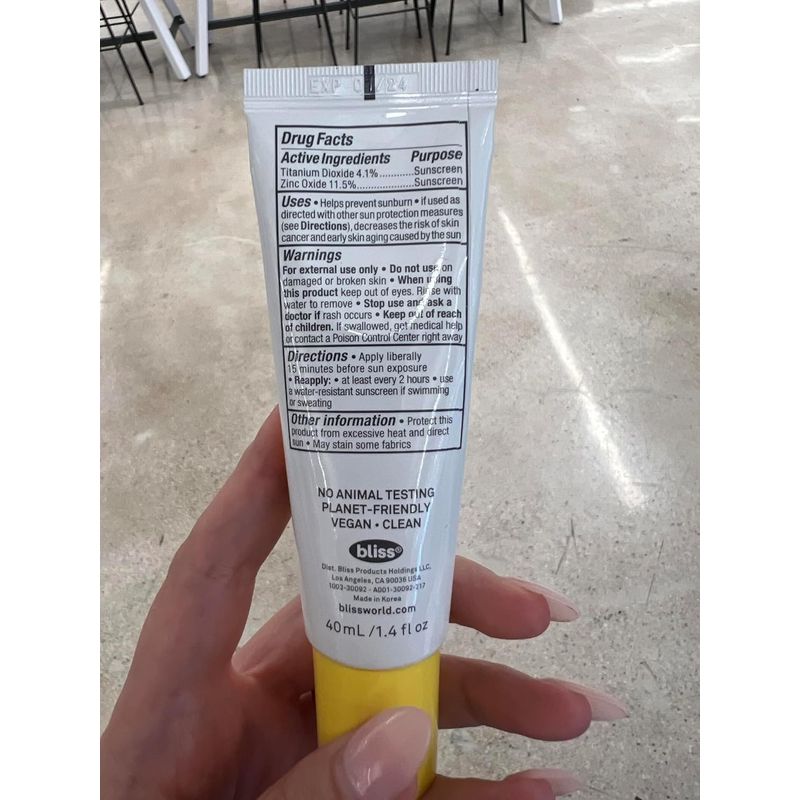 EXP 07/24
Drug Facts
Active Ingredients Purpose
Titanium Dioxide 4.1%............Sunscreen
Zinc Oxide 11.5%....................Sunscreen
Uses • Helps prevent sunburn • if used as
directed with other sun protection measures
(see Directions), decreases the risk of skin
cancer and early skin aging caused by the sun
Warnings
For external use only • Do not use on
damaged or broken skin • When using
this product keep out of eyes. Rinse with
water to remove • Stop use and ask a
doctor if rash occurs • Keep out of reach
of children. If swallowed, get medical help
or contact a Poison Control Center right away
Directions • Apply liberally
15 minutes before sun exposure
• Reapply: • at least every 2 hours • use
a water-resistant sunscreen if swimming
or sweating
Other information • Protect this
product from excessive heat and direct
sun • May stain some fabrics
NO ANIMAL TESTING
PLANET-FRIENDLY
VEGAN • CLEAN
bliss®
Dist. Bliss Products Holdings LLC,
Los Angeles, CA 90036 USA
1003-30092 - A001-30092-217
Made in Korea
blissworld.com
40mL/1.4 fl oz